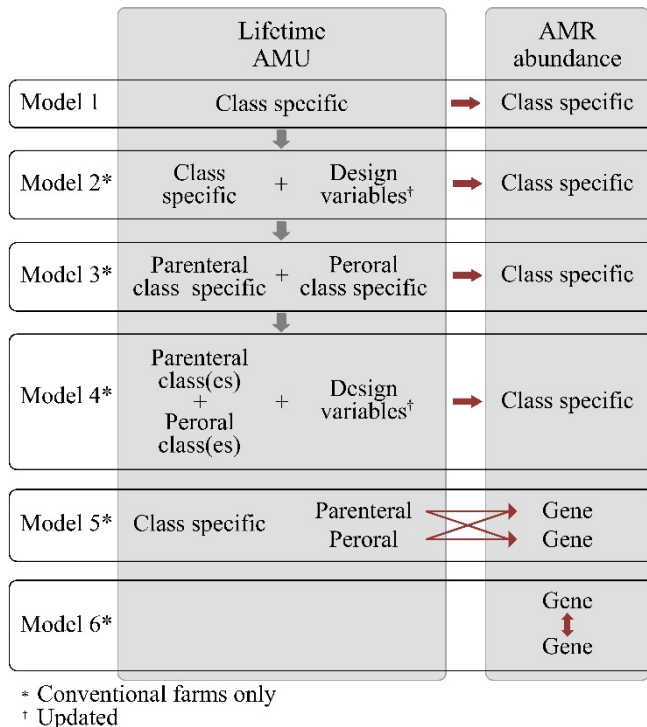 Lifetime AMU
AMR abundance
Model 1 Class specific Class specific
Model 2* Class specific + Design variables† Class specific
Model 3* Parenteral class specific + Peroral class specific Class specific
Model 4* Parenteral class(es) + Peroral class(es) + Design variables† Class specific
Model 5* Class specific Parenteral Gene
Peroral Gene
Model 6* Gene
Gene
* Conventional farms only
† Updated